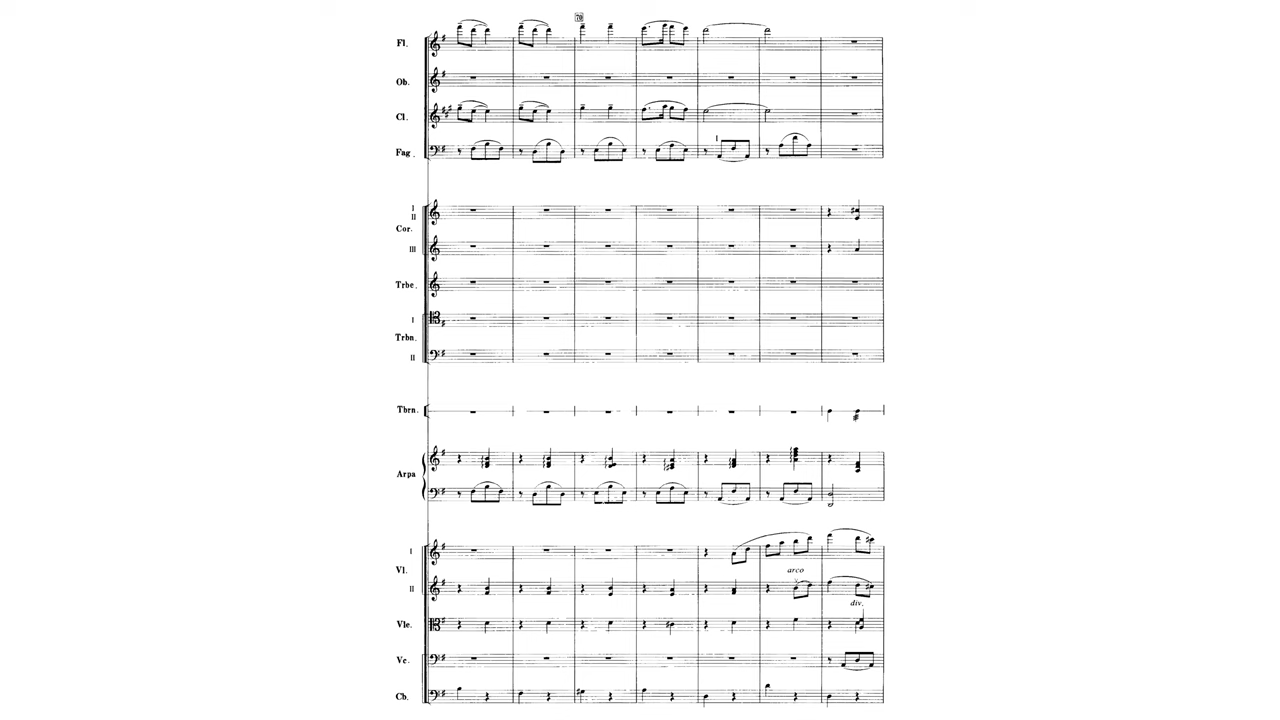 70
Fl.
Ob.
Cl.
Fag.
I
I
II
Cor.
III
Trbe.
I
Trbn.
II
Tbrn.
Arpa
I
Vl.
arco
II
div.
Vle.
Vc.
Cb.